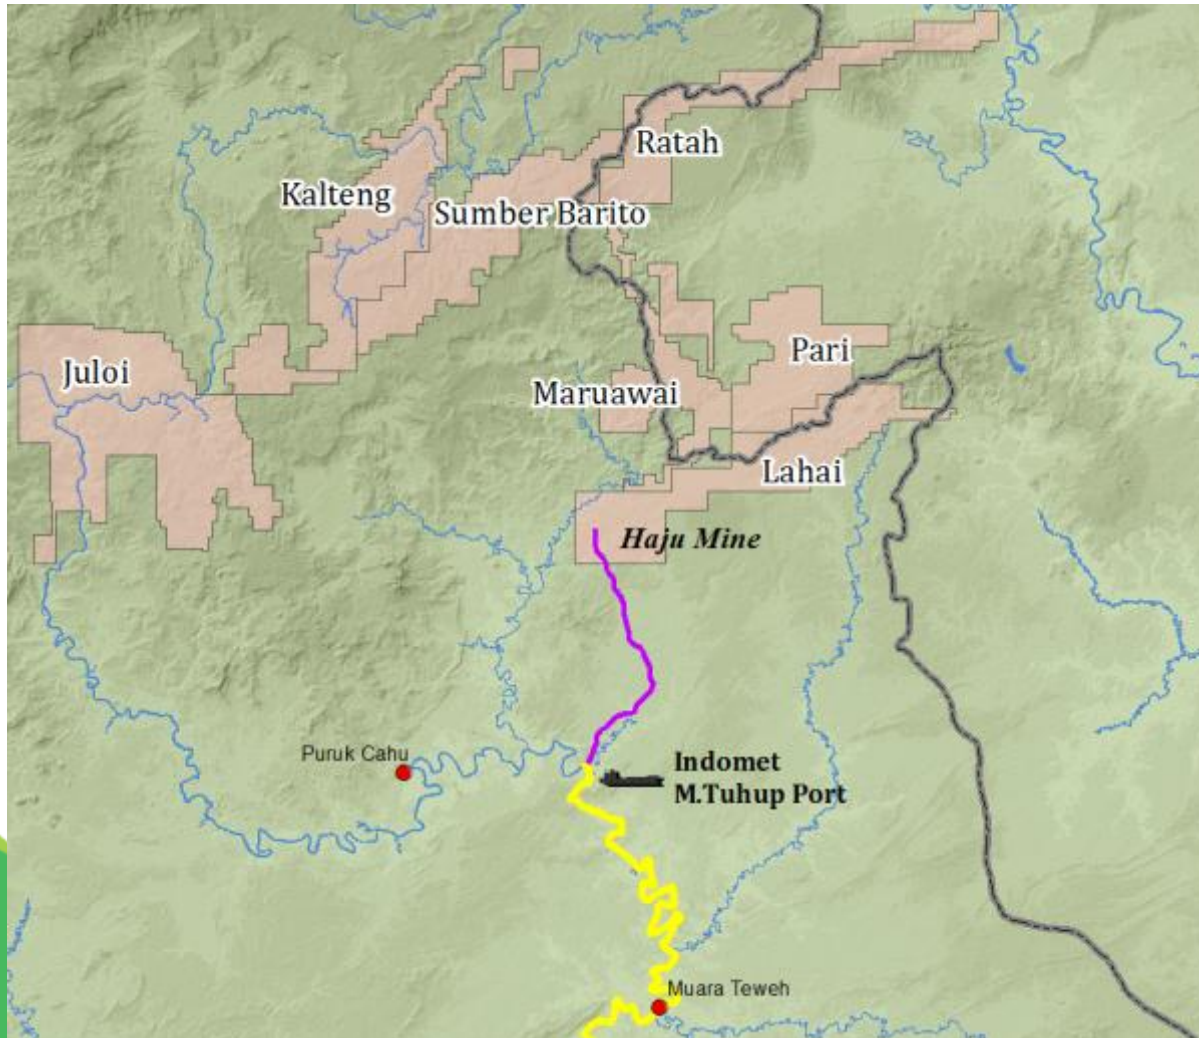 Ratah
Kalteng
Sumber Barito
Pari
Juloi
Maruawai
Lahai
Haju Mine
Puruk Cahu
Indomet
M.Tuhup Port
Muara Teweh